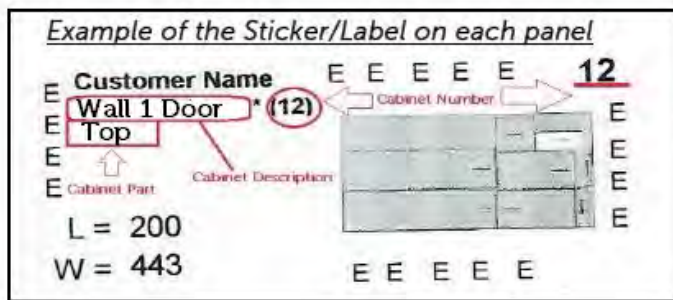 Example of the Sticker/Label on each panel
E E E E E 12
Customer Name
E Wall 1 Door * (12) Cabinet Number E
E Top E
E Cabinet Description E
E Cabinet Part E
L = 200
W = 443
E E E E E